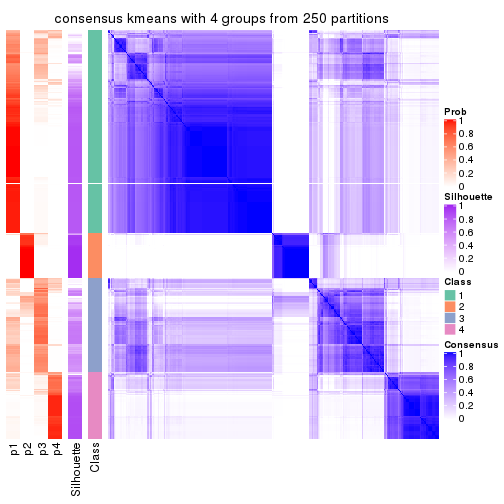 consensus kmeans with 4 groups from 250 partitions
Prob
1
0.8
0.6
0.4
0.2
0
Silhouette
1
0.8
0.6
0.4
0.2
0
Class
1
2
3
4
Consensus
1
0.8
0.6
0.4
0.2
0
p1
p2
p3
p4
Silhouette
Class